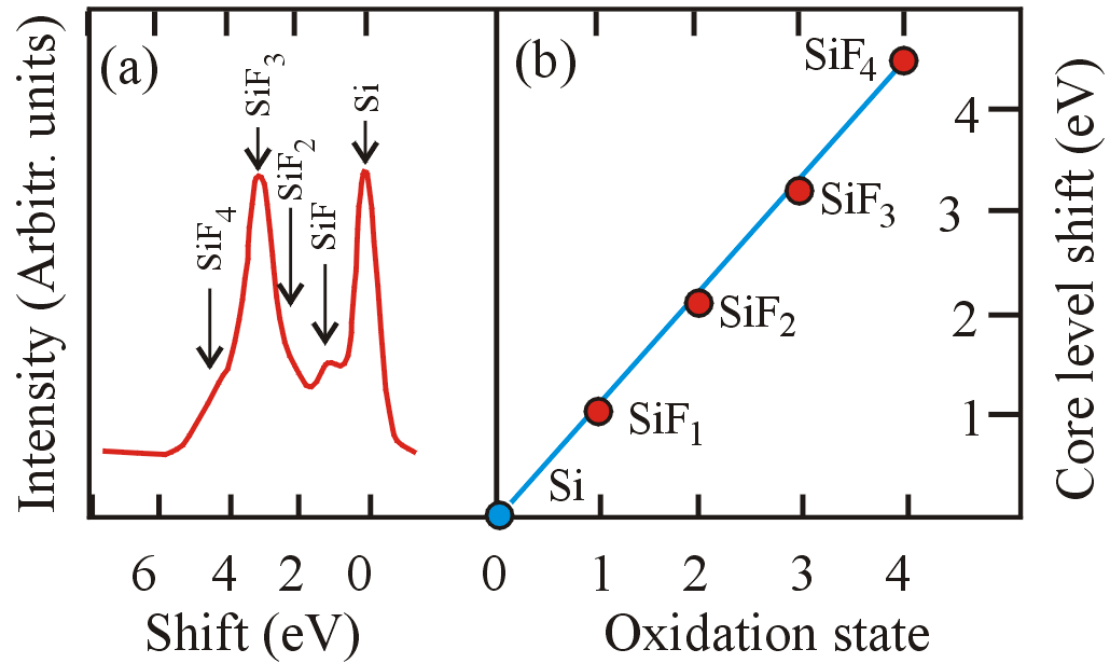 Intensity (Arbitr. units)
(a)
SiF4
SiF3
SiF2
SiF
Si
6 4 2 0
Shift (eV)
(b)
SiF4
SiF3
SiF2
SiF1
Si
0 1 2 3 4
Oxidation state
4
3
2
1
Core level shift (eV)